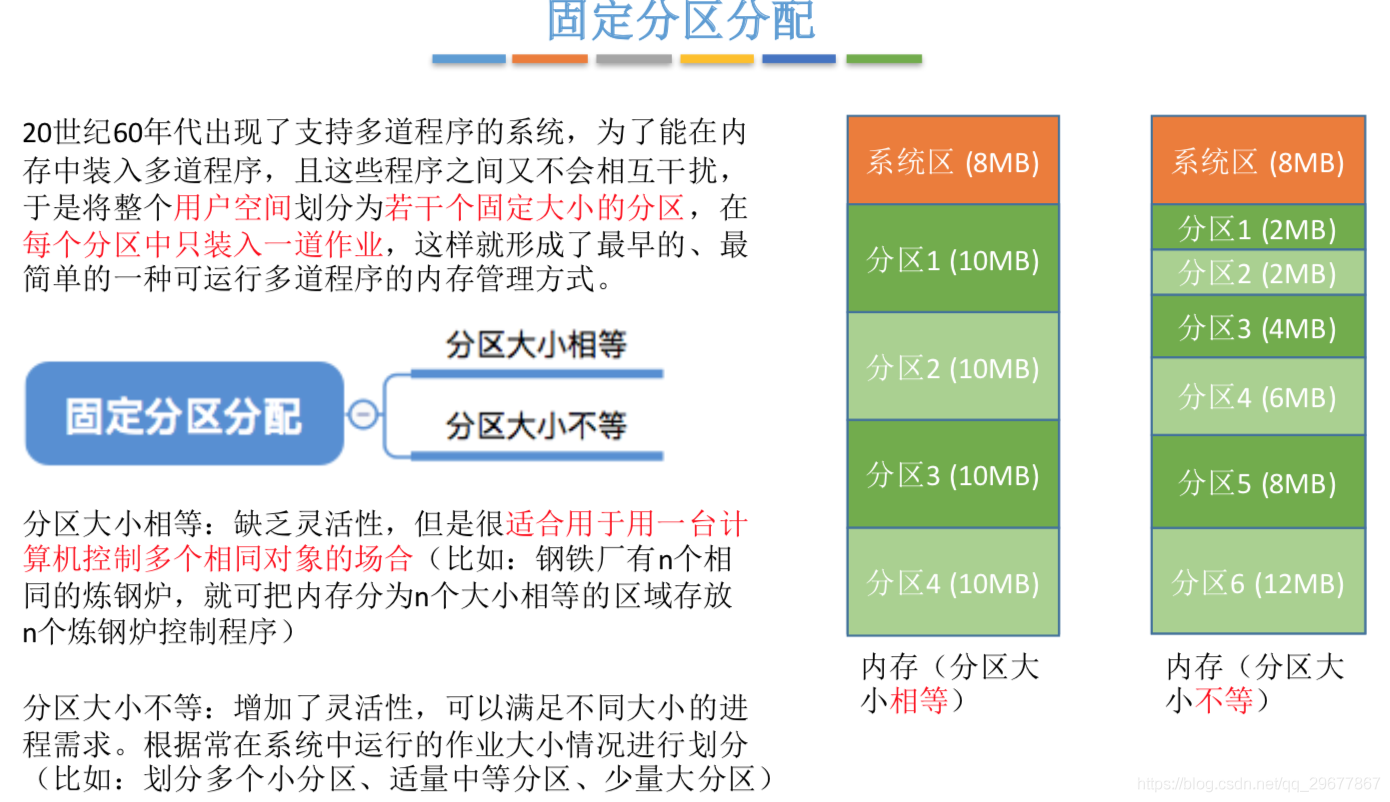 固定分区分配
20世纪60年代出现了支持多道程序的系统，为了能在内
存中装入多道程序，且这些程序之间又不会相互干扰，
于是将整个用户空间划分为若干个固定大小的分区，在
每个分区中只装入一道作业，这样就形成了最早的、最
简单的一种可运行多道程序的内存管理方式。
固定分区分配
分区大小相等
分区大小不等
分区大小相等：缺乏灵活性，但是很适合用于用一台计
算机控制多个相同对象的场合（比如：钢铁厂有n个相
同的炼钢炉，就可把内存分为n个大小相等的区域存放
n个炼钢炉控制程序）
分区大小不等：增加了灵活性，可以满足不同大小的进
程需求。根据常在系统中运行的作业大小情况进行划分
（比如：划分多个小分区、适量中等分区、少量大分区）
系统区 (8MB)
分区1 (10MB)
分区2 (10MB)
分区3 (10MB)
分区4 (10MB)
内存（分区大
小相等）
系统区 (8MB)
分区1 (2MB)
分区2 (2MB)
分区3 (4MB)
分区4 (6MB)
分区5 (8MB)
分区6 (12MB)
内存（分区大
小不等）
https://blog.csdn.net/qq_29677867